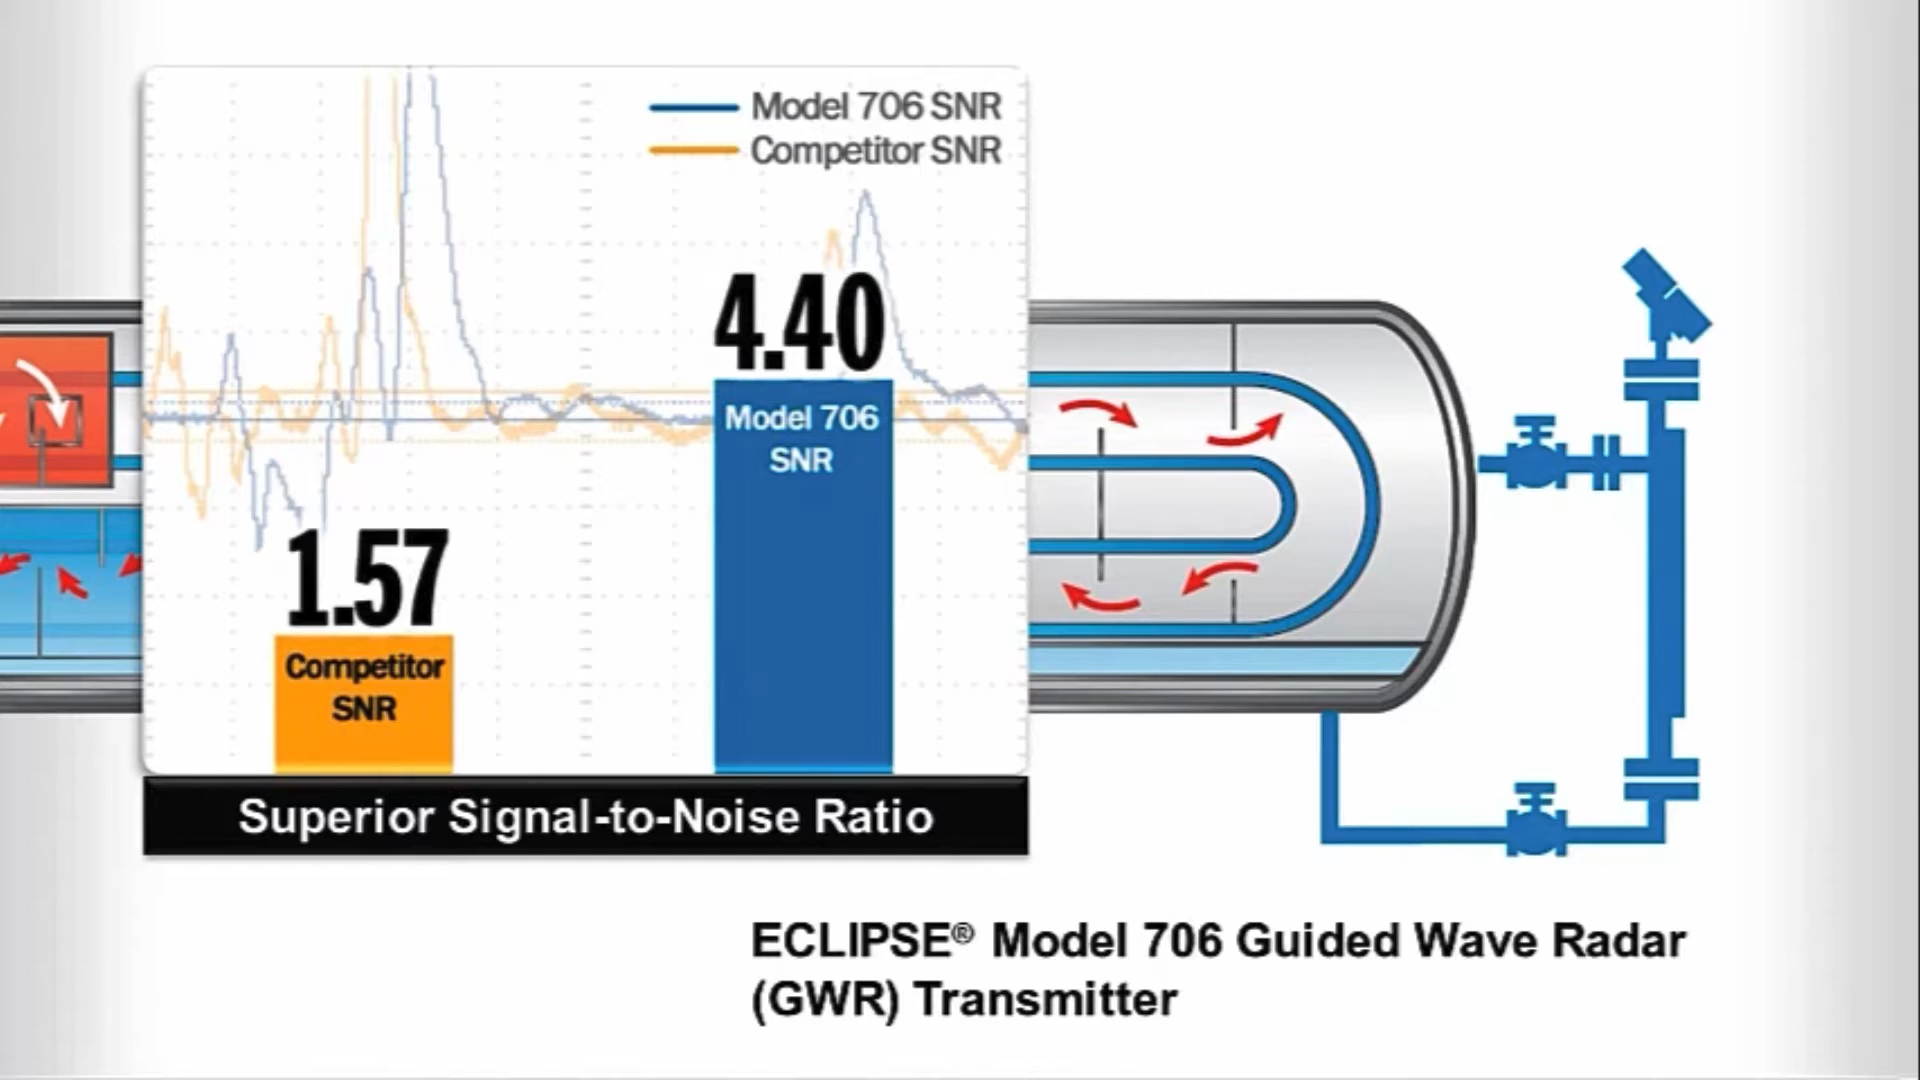 Model 706 SNR
Competitor SNR
4.40
Model 706
SNR
1.57
Competitor
SNR
Superior Signal-to-Noise Ratio
ECLIPSE® Model 706 Guided Wave Radar
(GWR) Transmitter